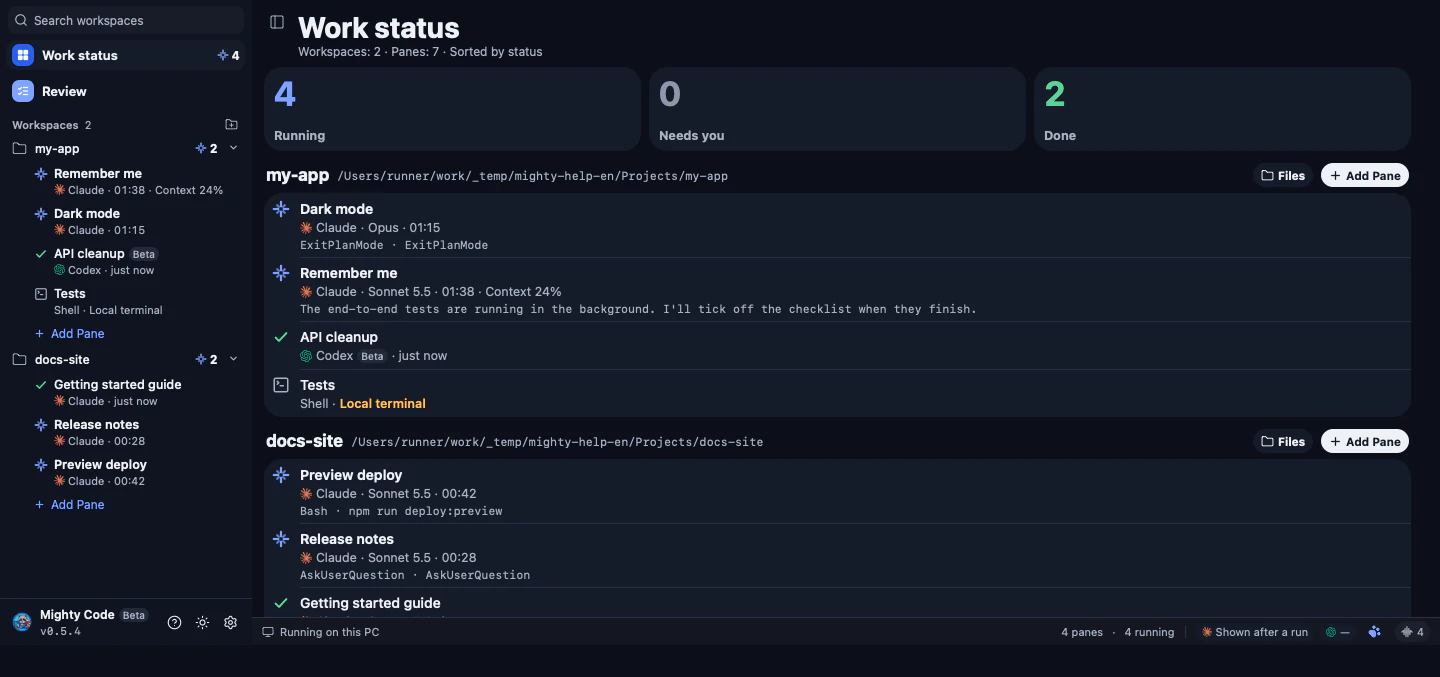 Search workspaces
Work status 4
Review
Workspaces 2
my-app 2
Remember me
Claude · 01:38 · Context 24%
Dark mode
Claude · 01:15
API cleanup Beta
Codex · just now
Tests
Shell · Local terminal
+ Add Pane
docs-site 2
Getting started guide
Claude · just now
Release notes
Claude · 00:28
Preview deploy
Claude · 00:42
+ Add Pane
Mighty Code Beta
v0.5.4
Work status
Workspaces: 2 · Panes: 7 · Sorted by status
4
Running
0
Needs you
2
Done
my-app /Users/runner/work/_temp/mighty-help-en/Projects/my-app Files + Add Pane
Dark mode
Claude · Opus · 01:15
ExitPlanMode · ExitPlanMode
Remember me
Claude · Sonnet 5.5 · 01:38 · Context 24%
The end-to-end tests are running in the background. I'll tick off the checklist when they finish.
API cleanup
Codex Beta · just now
Tests
Shell · Local terminal
docs-site /Users/runner/work/_temp/mighty-help-en/Projects/docs-site Files + Add Pane
Preview deploy
Claude · Sonnet 5.5 · 00:42
Bash · npm run deploy:preview
Release notes
Claude · Sonnet 5.5 · 00:28
AskUserQuestion · AskUserQuestion
Getting started guide
Running on this PC 4 panes · 4 running Shown after a run — 4